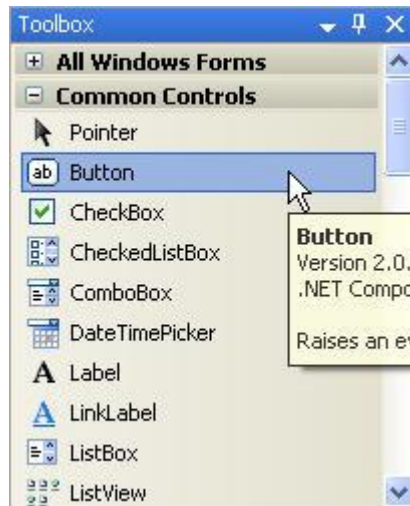 Toolbox
All Windows Forms
Common Controls
Pointer
ab Button
CheckBox
CheckedListBox
ComboBox
DateTimePicker
A Label
A LinkLabel
ListBox
ListView
Button
Version 2.0.
.NET Compo
Raises an ev